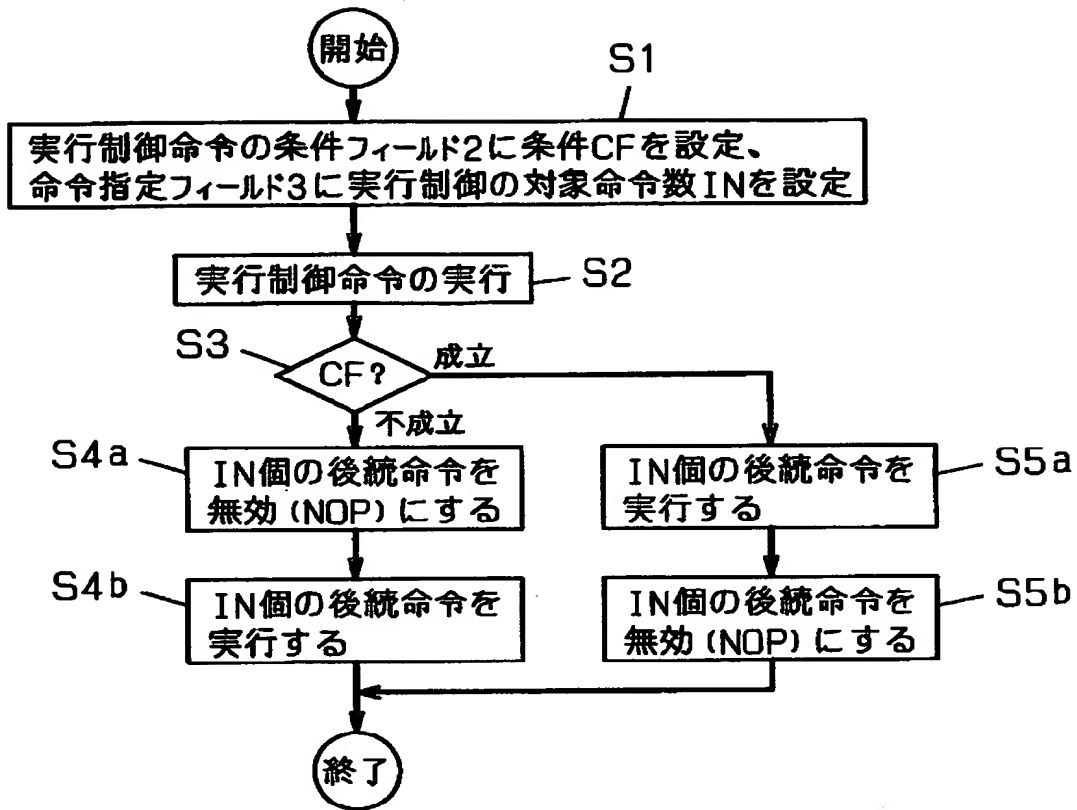 開始
S1
実行制御命令の条件フィールド2に条件CFを設定、
命令指定フィールド3に実行制御の対象命令数INを設定
実行制御命令の実行
S2
S3
CF?
成立
不成立
S4a
IN個の後続命令を
無効(NOP)にする
S5a
IN個の後続命令を
実行する
S4b
IN個の後続命令を
実行する
S5b
IN個の後続命令を
無効(NOP)にする
終了